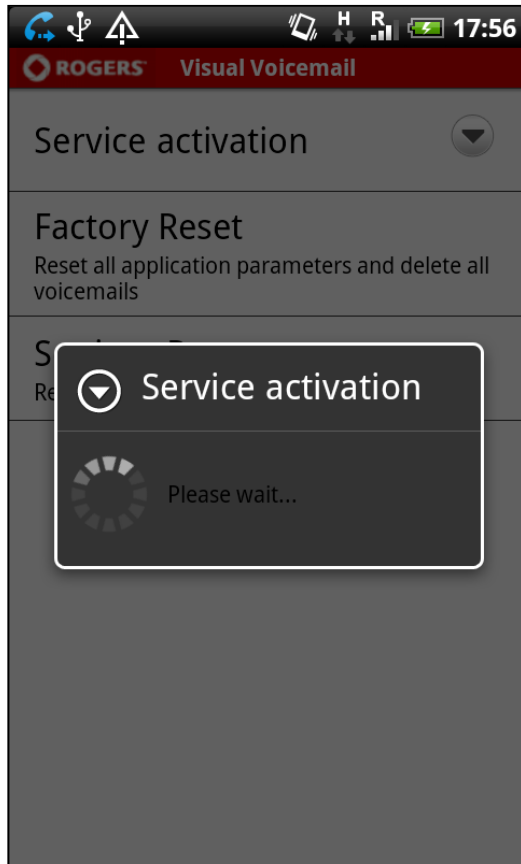 H R 17:56
ROGERS Visual Voicemail
Service activation
Factory Reset
Reset all application parameters and delete all
voicemails
Service activation
Please wait...